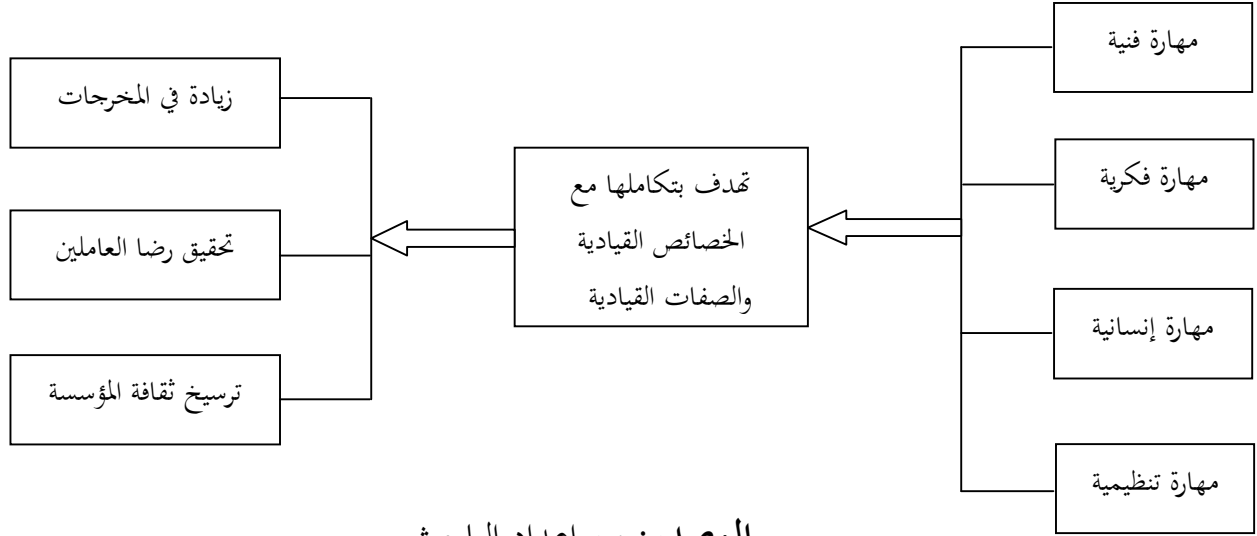 مهارة فنية
مهارة فكرية
مهارة إنسانية
مهارة تنظيمية
تهدف بتكاملها مع
الخصائص القيادية
والصفات القيادية
زيادة في المخرجات
تحقيق رضا العاملين
ترسيخ ثقافة المؤسسة